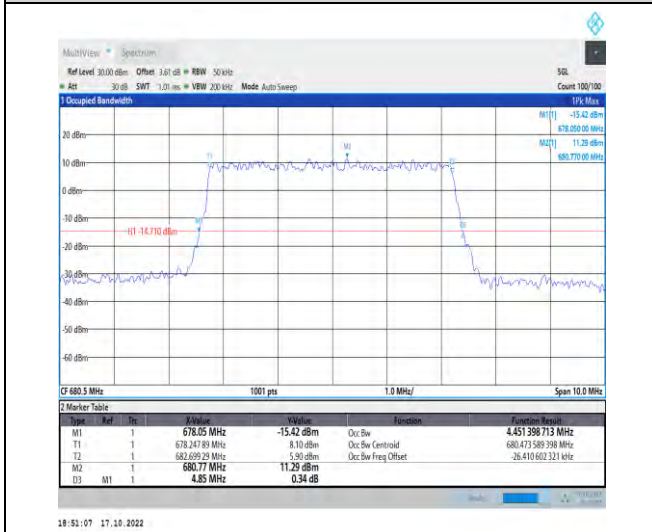 MultiView Spectrum
Ref Level 30.00 dBm Offset 3.61 dB RBW 50 kHz SGL
Att 30 dB SWT 1.01 ms VBW 200 kHz Mode Auto Sweep Count 100/100
1 Occupied Bandwidth 1Pk Max
M1[1] -15.42 dBm
678.050 00 MHz
M2[1] 11.29 dBm
680.770 00 MHz
20 dBm
M2
T1
10 dBm
0 dBm
-10 dBm
M1
H1 -14.710 dBm
-20 dBm
-30 dBm
-40 dBm
-50 dBm
-60 dBm
CF 680.5 MHz 1001 pts 1.0 MHz/ Span 10.0 MHz
2 Marker Table
Type Ref Trc X-Value Y-Value Function Function Result
M1 1 678.05 MHz -15.42 dBm Occ Bw 4.451 398 713 MHz
T1 1 678.247 89 MHz 8.10 dBm Occ Bw Centroid 680.473 589 398 MHz
T2 1 682.699 29 MHz 5.90 dBm Occ Bw Freq Offset -26.410 602 321 kHz
M2 1 680.77 MHz 11.29 dBm
D3 M1 1 4.85 MHz 0.34 dB
18:51:07 17.10.2022